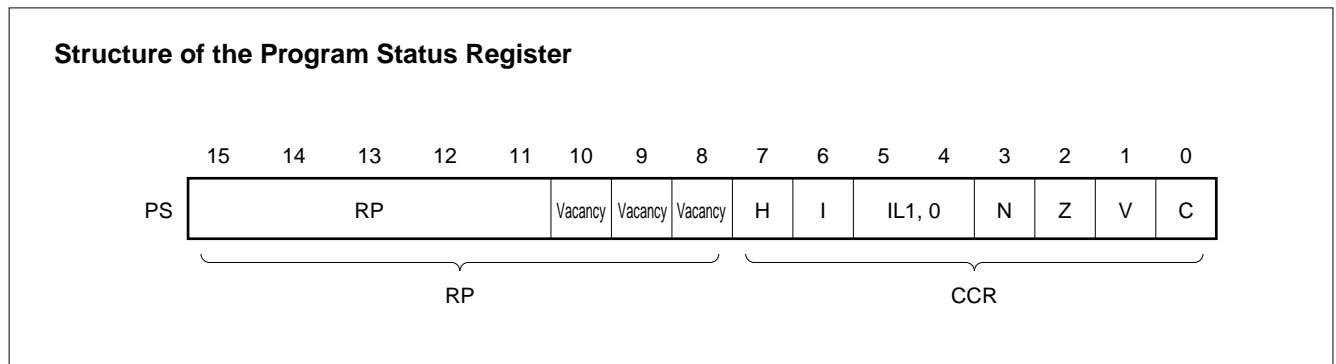 Structure of the Program Status Register
15 14 13 12 11 10 9 8 7 6 5 4 3 2 1 0
PS RP Vacancy Vacancy Vacancy H I IL1, 0 N Z V C
RP CCR